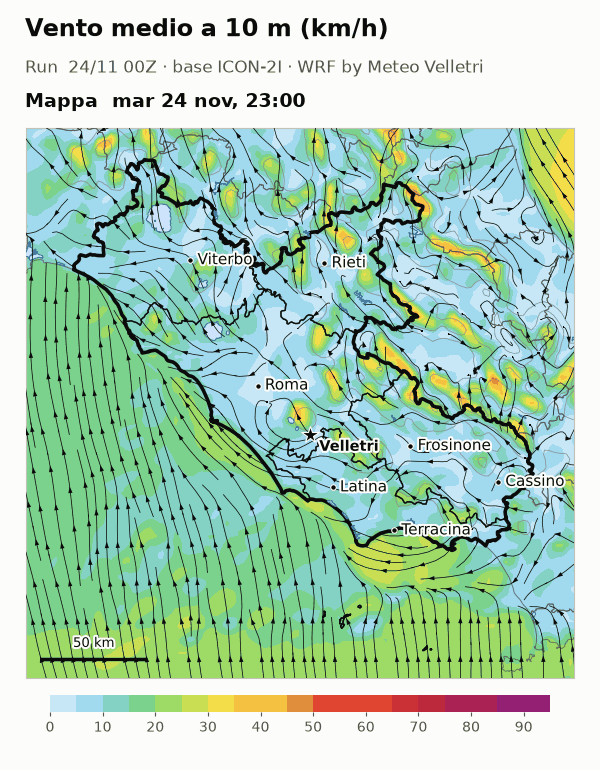 Vento medio a 10 m (km/h)
Run  24/11 00Z · base ICON-2I · WRF by Meteo Velletri
Mappa  mar 24 nov, 23:00
Viterbo
Rieti
Roma
Velletri
Frosinone
Cassino
Latina
Terracina
50 km
0 10 20 30 40 50 60 70 80 90